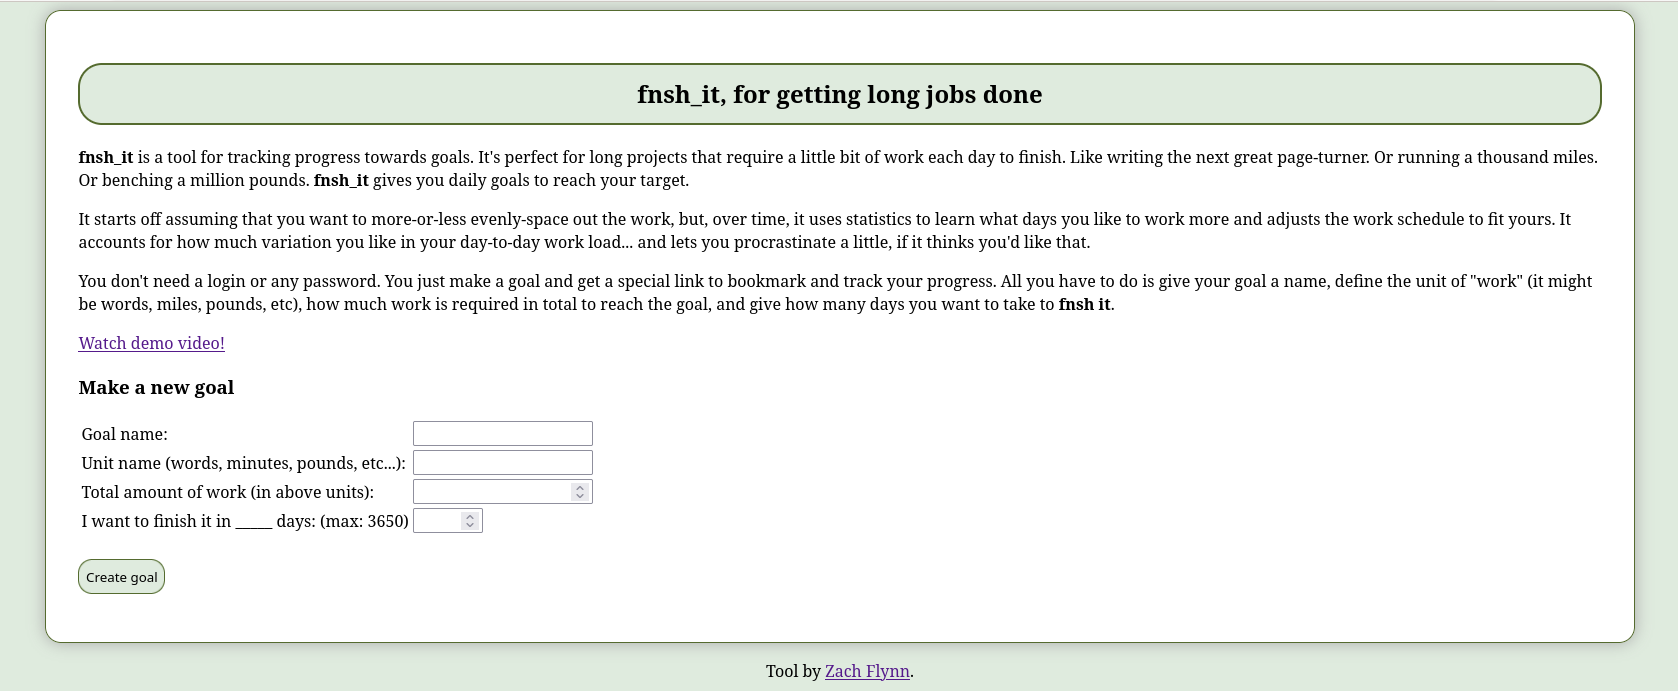 fnsh_it, for getting long jobs done
fnsh_it is a tool for tracking progress towards goals. It's perfect for long projects that require a little bit of work each day to finish. Like writing the next great page-turner. Or running a thousand miles.
Or benching a million pounds. fnsh_it gives you daily goals to reach your target.
It starts off assuming that you want to more-or-less evenly-space out the work, but, over time, it uses statistics to learn what days you like to work more and adjusts the work schedule to fit yours. It
accounts for how much variation you like in your day-to-day work load... and lets you procrastinate a little, if it thinks you'd like that.
You don't need a login or any password. You just make a goal and get a special link to bookmark and track your progress. All you have to do is give your goal a name, define the unit of "work" (it might
be words, miles, pounds, etc), how much work is required in total to reach the goal, and give how many days you want to take to fnsh it.
Watch demo video!
Make a new goal
Goal name:
Unit name (words, minutes, pounds, etc...):
Total amount of work (in above units):
I want to finish it in _____ days: (max: 3650)
Create goal
Tool by Zach Flynn.